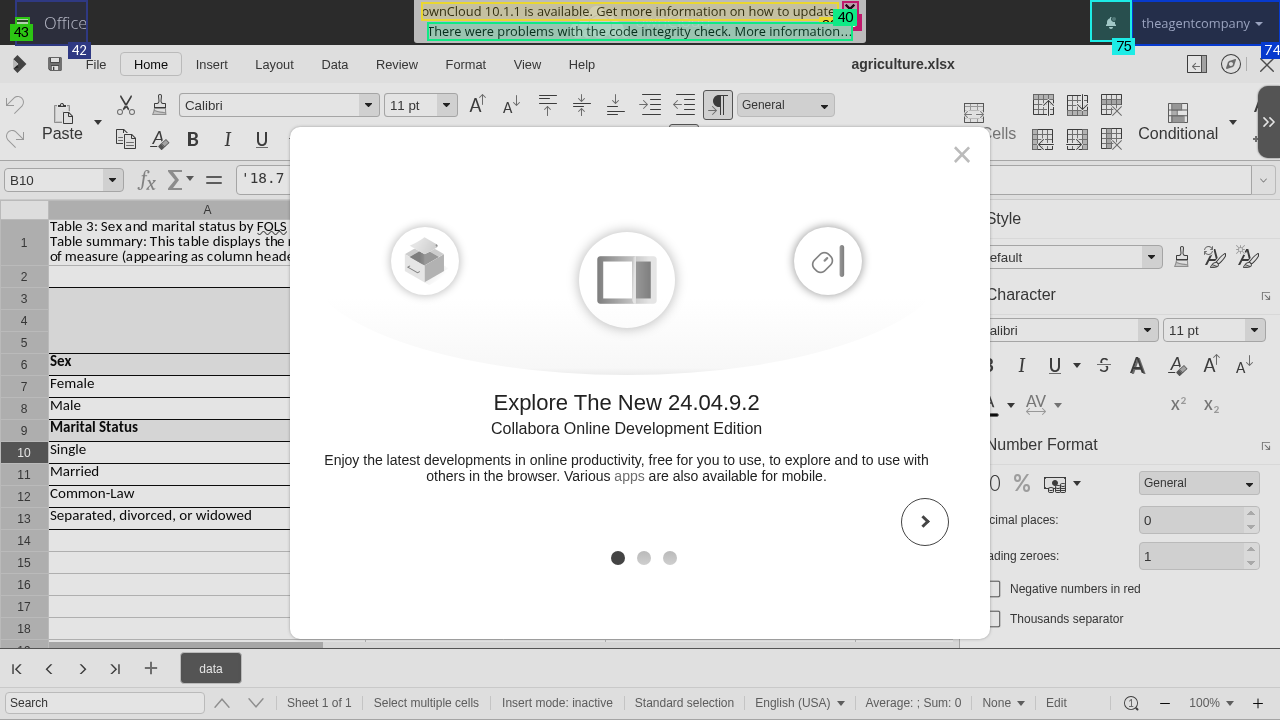 ownCloud 10.1.1 is available. Get more information on how to update
40
43
Office
There were problems with the code integrity check. More information…
theagentcompany
42
75
74
File
Home
Insert
Layout
Data
Review
Format
View
Help
agriculture.xlsx
Paste
Calibri
11 pt
General
Conditional
B I U
B10
'18.7
A
1
Table 3: Sex and marital status by FOLS
Table summary: This table displays the
of measure (appearing as column heade
2
3
4
5
6 Sex
7 Female
8 Male
9 Marital Status
10 Single
11 Married
12 Common-Law
13 Separated, divorced, or widowed
14
15
16
17
18
Explore The New 24.04.9.2
Collabora Online Development Edition
Enjoy the latest developments in online productivity, free for you to use, to explore and to use with
others in the browser. Various apps are also available for mobile.
Style
efault
Character
alibri
11 pt
Number Format
General
cimal places:
0
ading zeroes:
1
Negative numbers in red
Thousands separator
data
Search
Sheet 1 of 1
Select multiple cells
Insert mode: inactive
Standard selection
English (USA)
Average: ; Sum: 0
None
Edit
100%